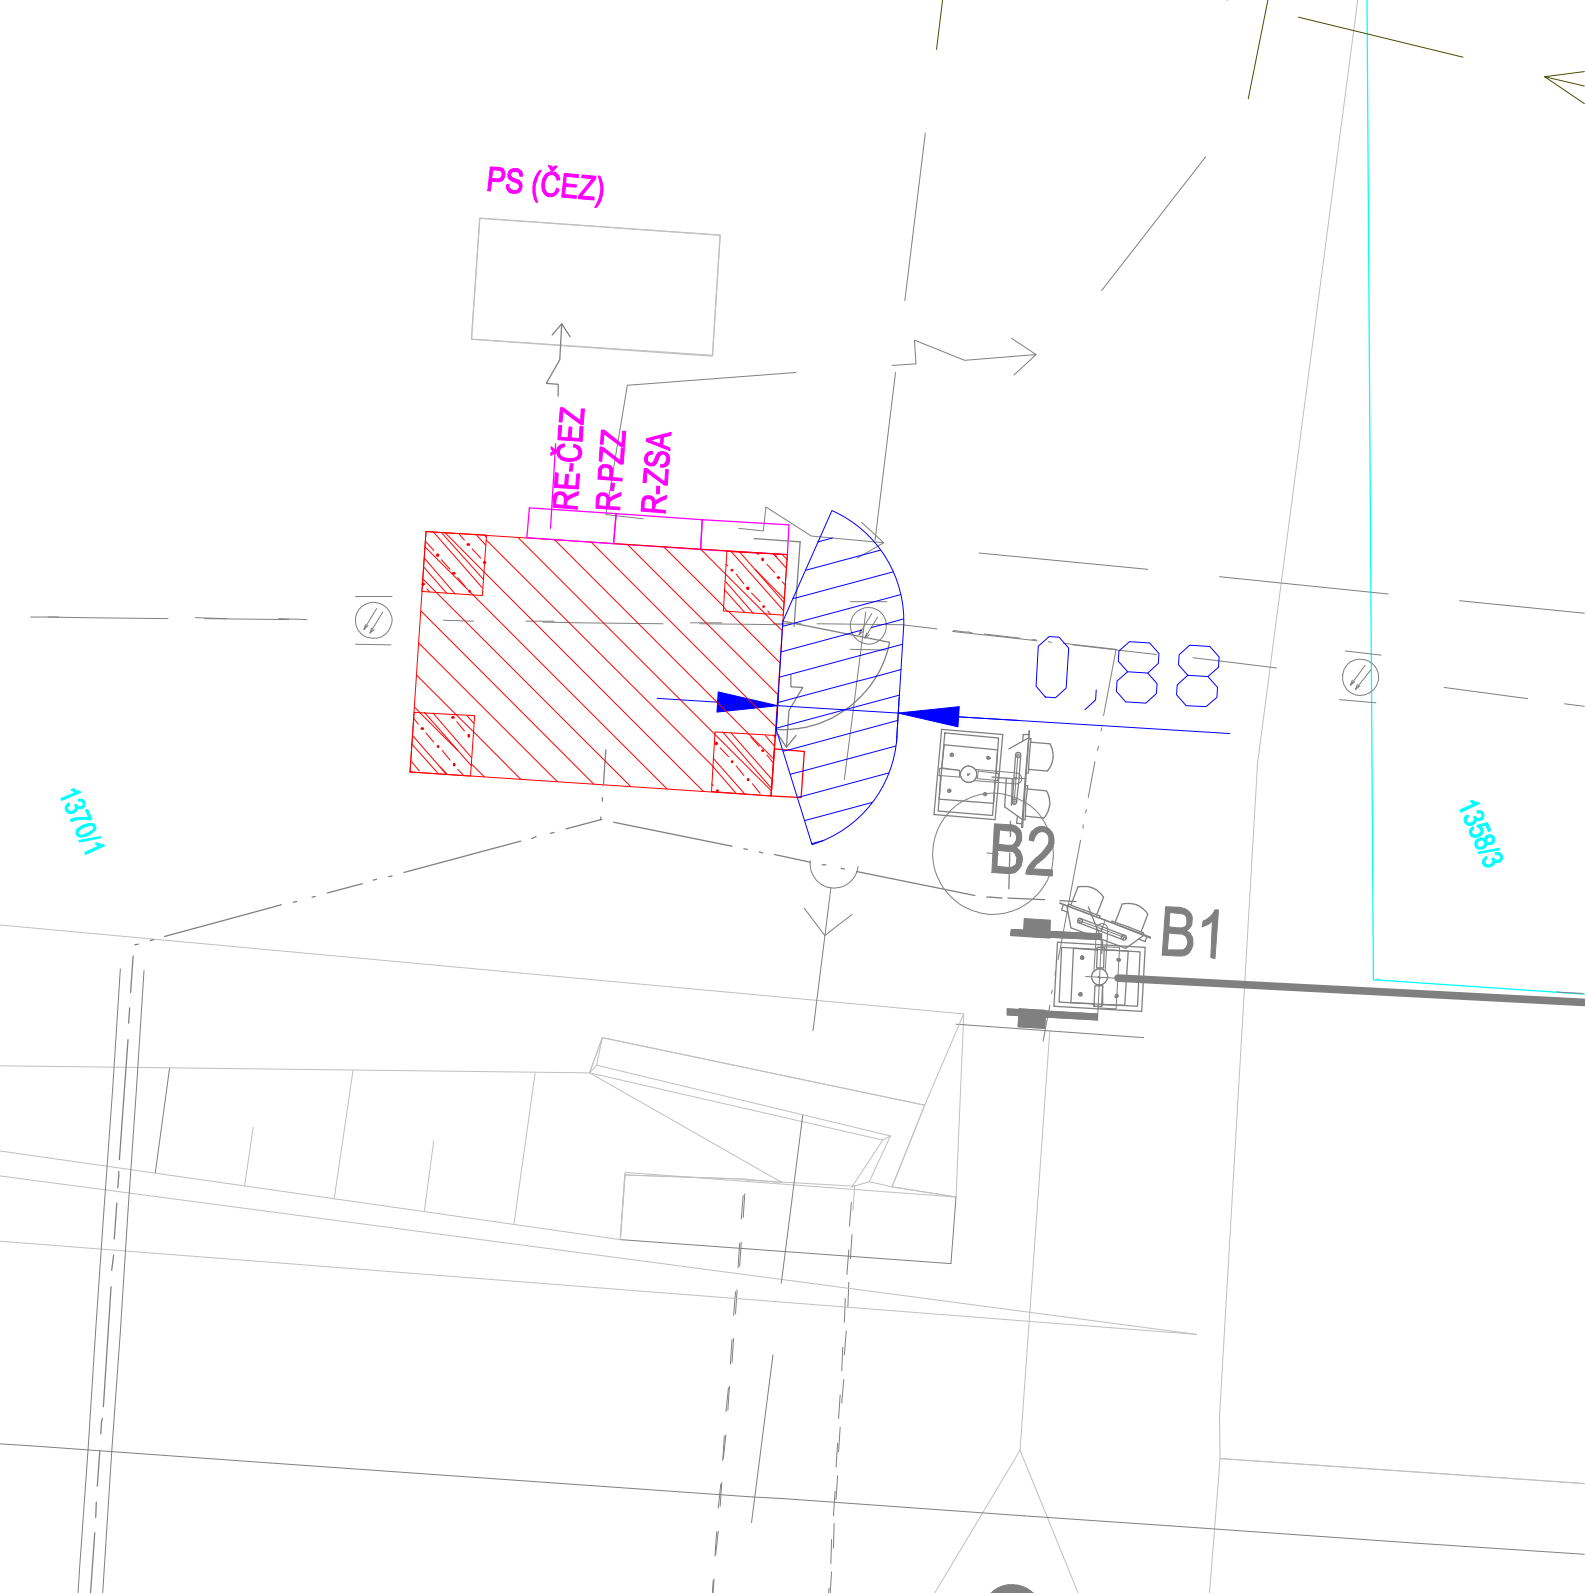 PS (ČEZ)
RE-ČEZ
R-PZZ
R-ZSA
0,88
1370/1
1358/3
B2
B1